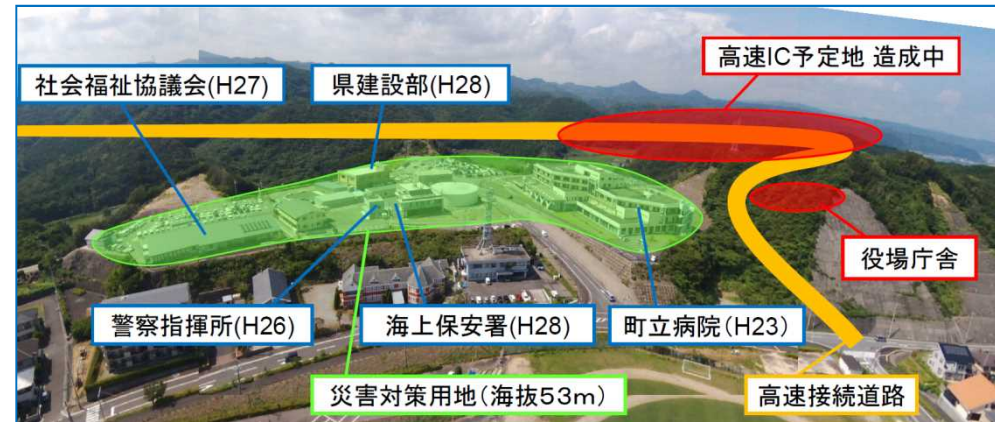 高速IC予定地 造成中
社会福祉協議会(H27)
県建設部(H28)
役場庁舎
警察指揮所(H26)
海上保安署(H28)
町立病院(H23)
災害対策用地(海抜53m)
高速接続道路